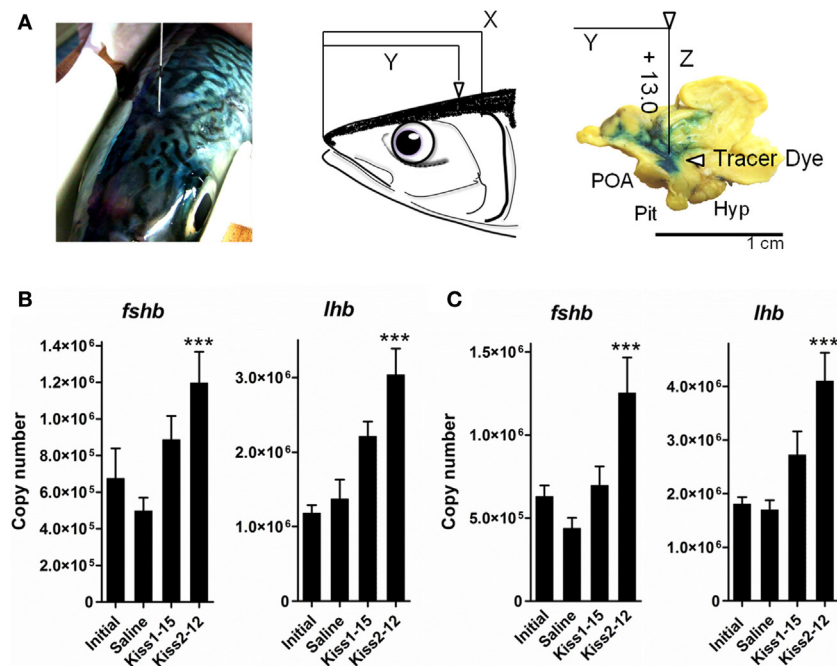 A
X
Y
Y
Z
+ 13.0
Tracer Dye
POA
Pit
Hyp
1 cm
B
fshb
lhb
Copy number
1.4×10⁶
1.2×10⁶
1.0×10⁶
8.0×10⁵
6.0×10⁵
4.0×10⁵
2.0×10⁵
0
***
Initial
Saline
Kiss1-15
Kiss2-12
3.0×10⁶
2.0×10⁶
1.0×10⁶
0
***
Initial
Saline
Kiss1-15
Kiss2-12
C
fshb
lhb
Copy number
1.5×10⁶
1.0×10⁶
5.0×10⁵
0
***
Initial
Saline
Kiss1-15
Kiss2-12
4.0×10⁶
3.0×10⁶
2.0×10⁶
1.0×10⁶
0
***
Initial
Saline
Kiss1-15
Kiss2-12